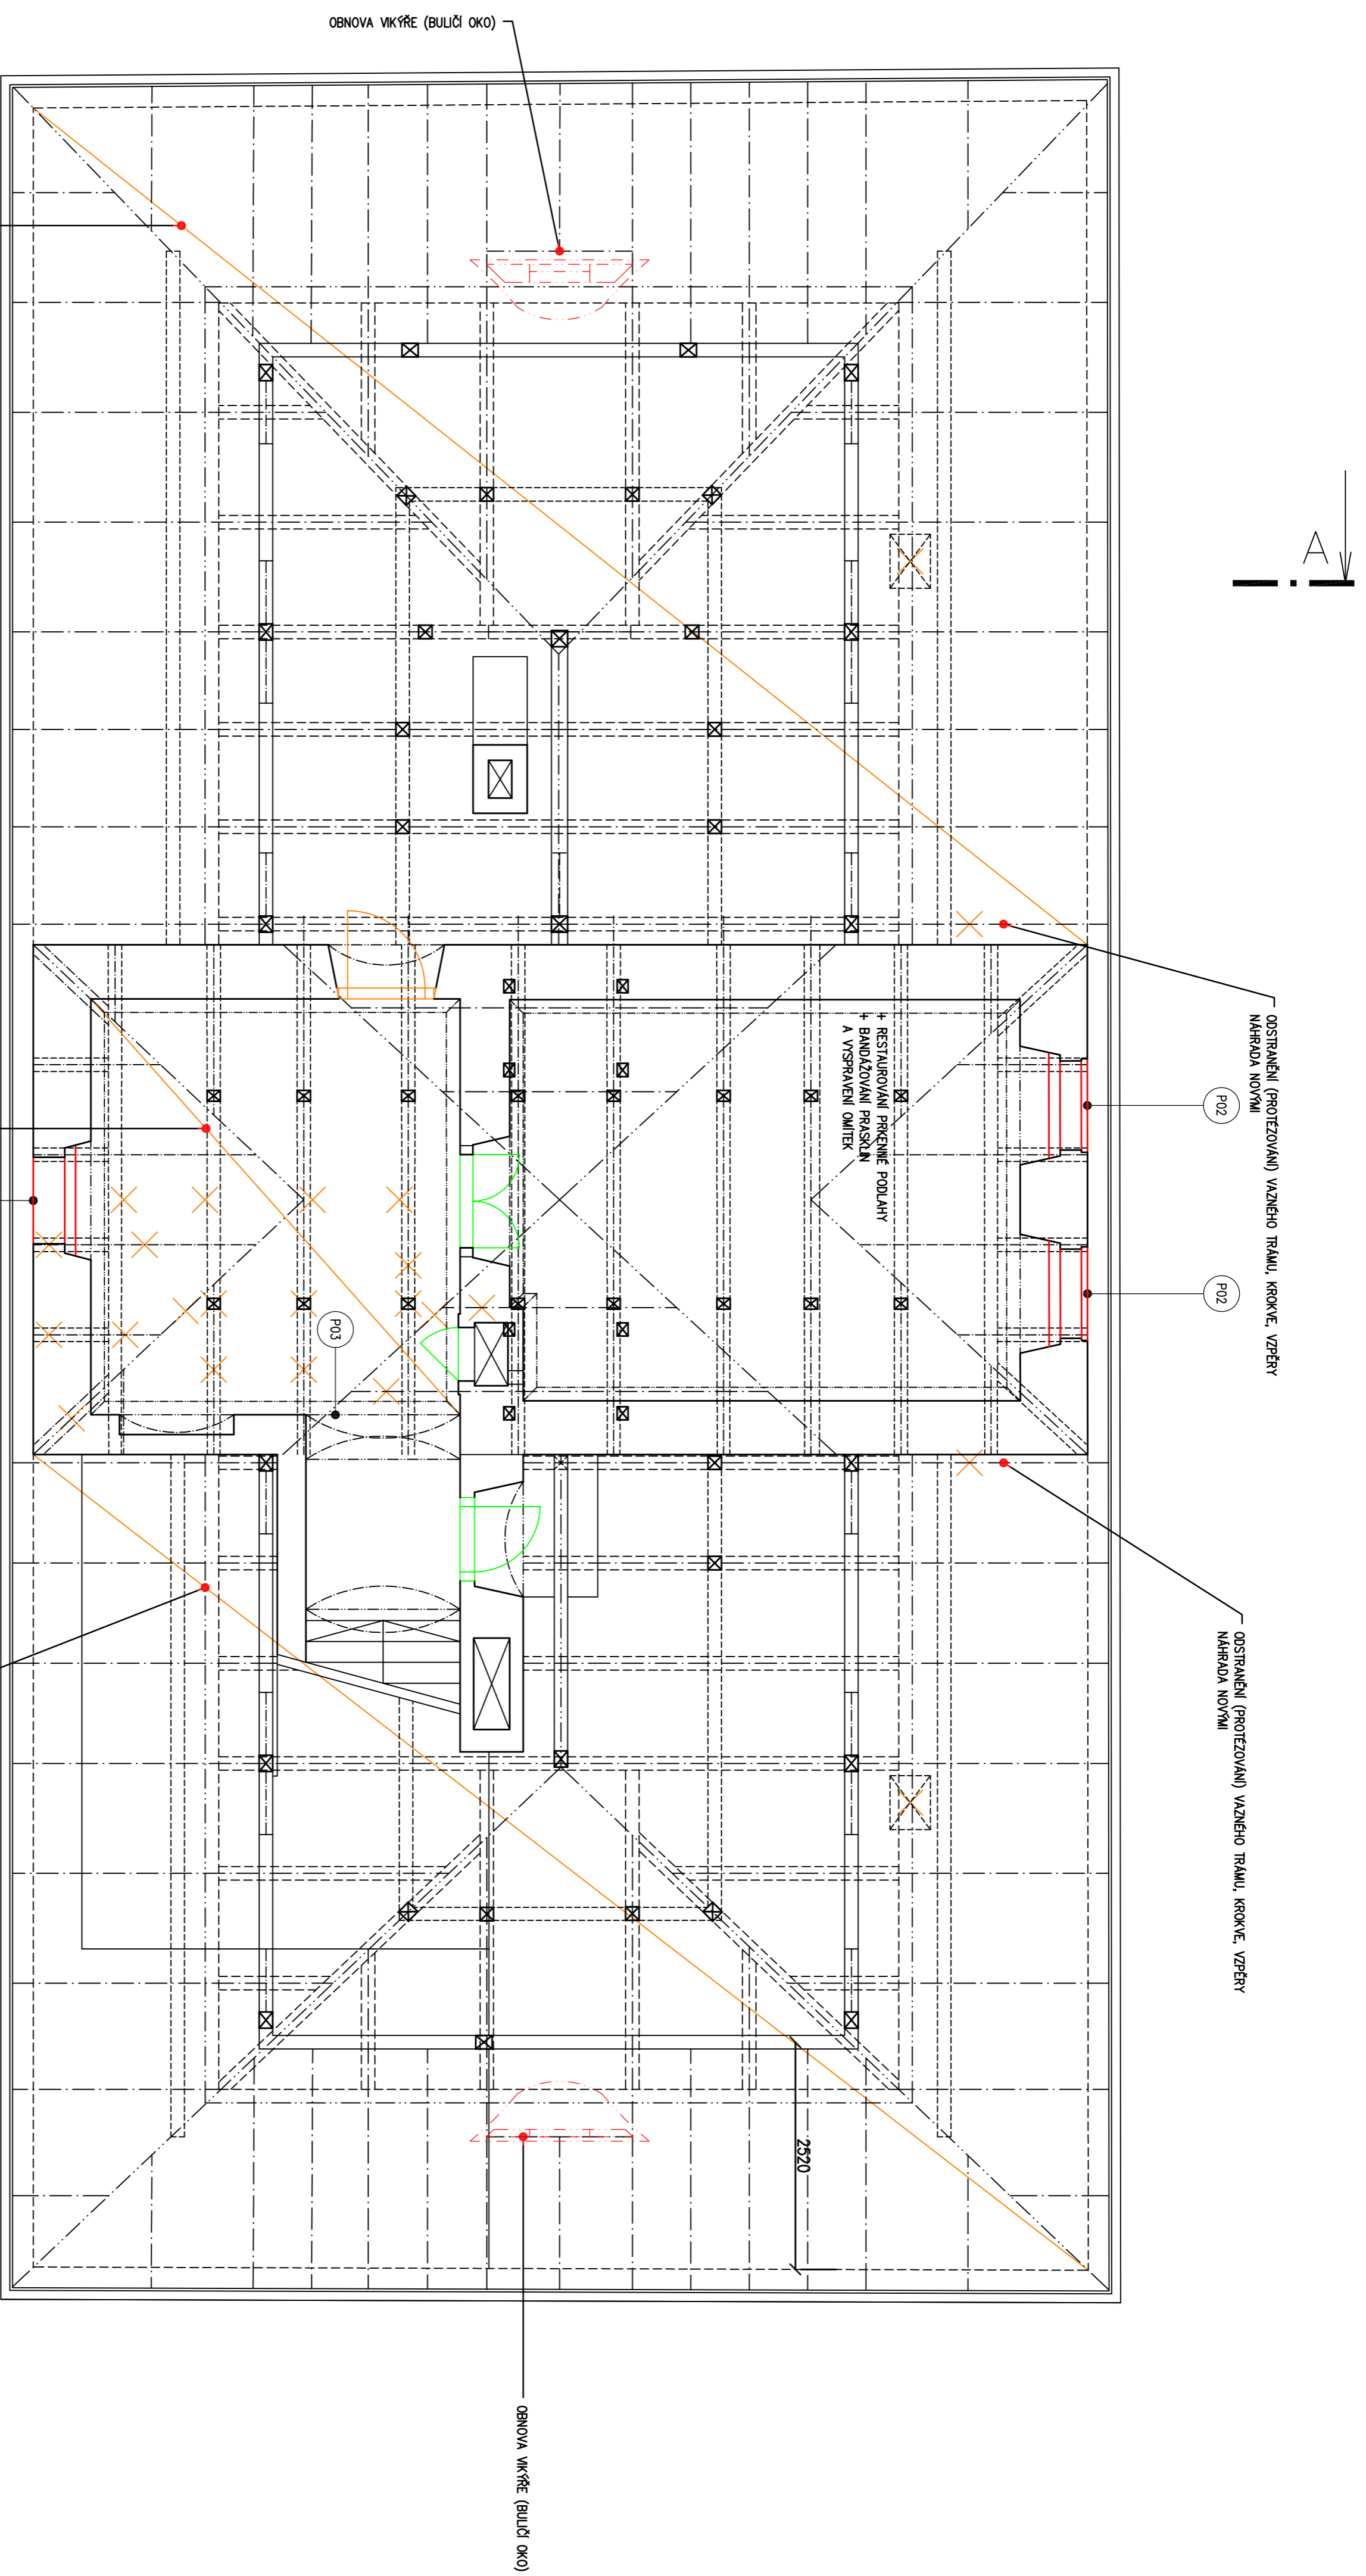 OBNOVA VIKÝŘE (BULIČÍ OKO)
A
ODSTRANĚNÍ (PROTÉZOVÁNÍ) VAZNÉHO TRÁMU, KROKVE, VZPĚRY
NÁHRADA NOVÝMI
P02
P02
+ RESTAUROVÁNÍ PRKENNÉ PODLAHY
+ BANDÁŽOVÁNÍ PRASKLIN
A VYSPRAVENÍ OMÍTEK
P03
ODSTRANĚNÍ (PROTÉZOVÁNÍ) VAZNÉHO TRÁMU, KROKVE, VZPĚRY
NÁHRADA NOVÝMI
2520
OBNOVA VIKÝŘE (BULIČÍ OKO)